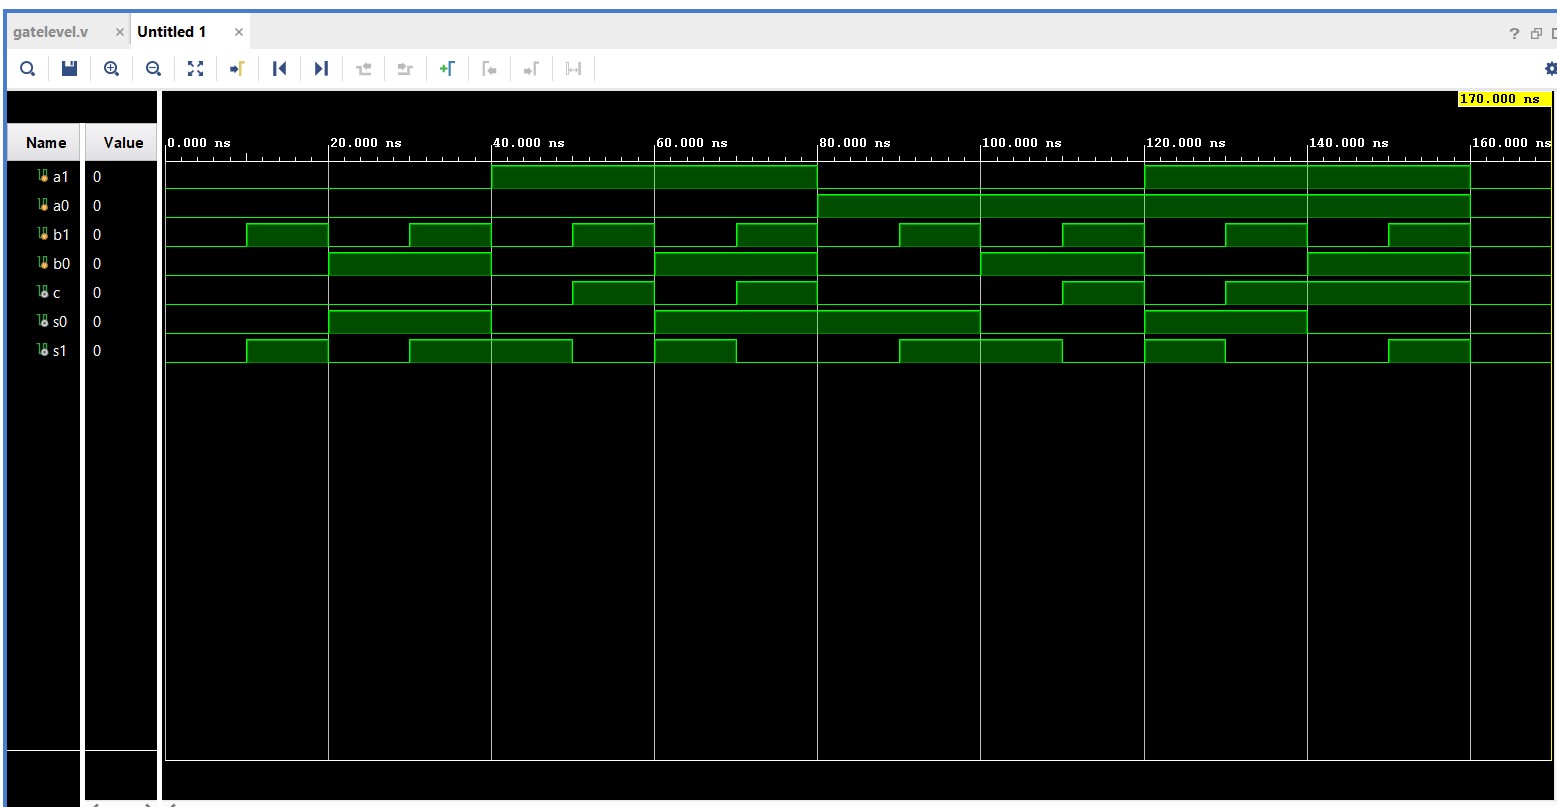 gatelevel.v × Untitled 1 ×
?
170.000 ns
Name Value
0.000 ns 20.000 ns 40.000 ns 60.000 ns 80.000 ns 100.000 ns 120.000 ns 140.000 ns 160.000 ns
a1 0
a0 0
b1 0
b0 0
c 0
s0 0
s1 0